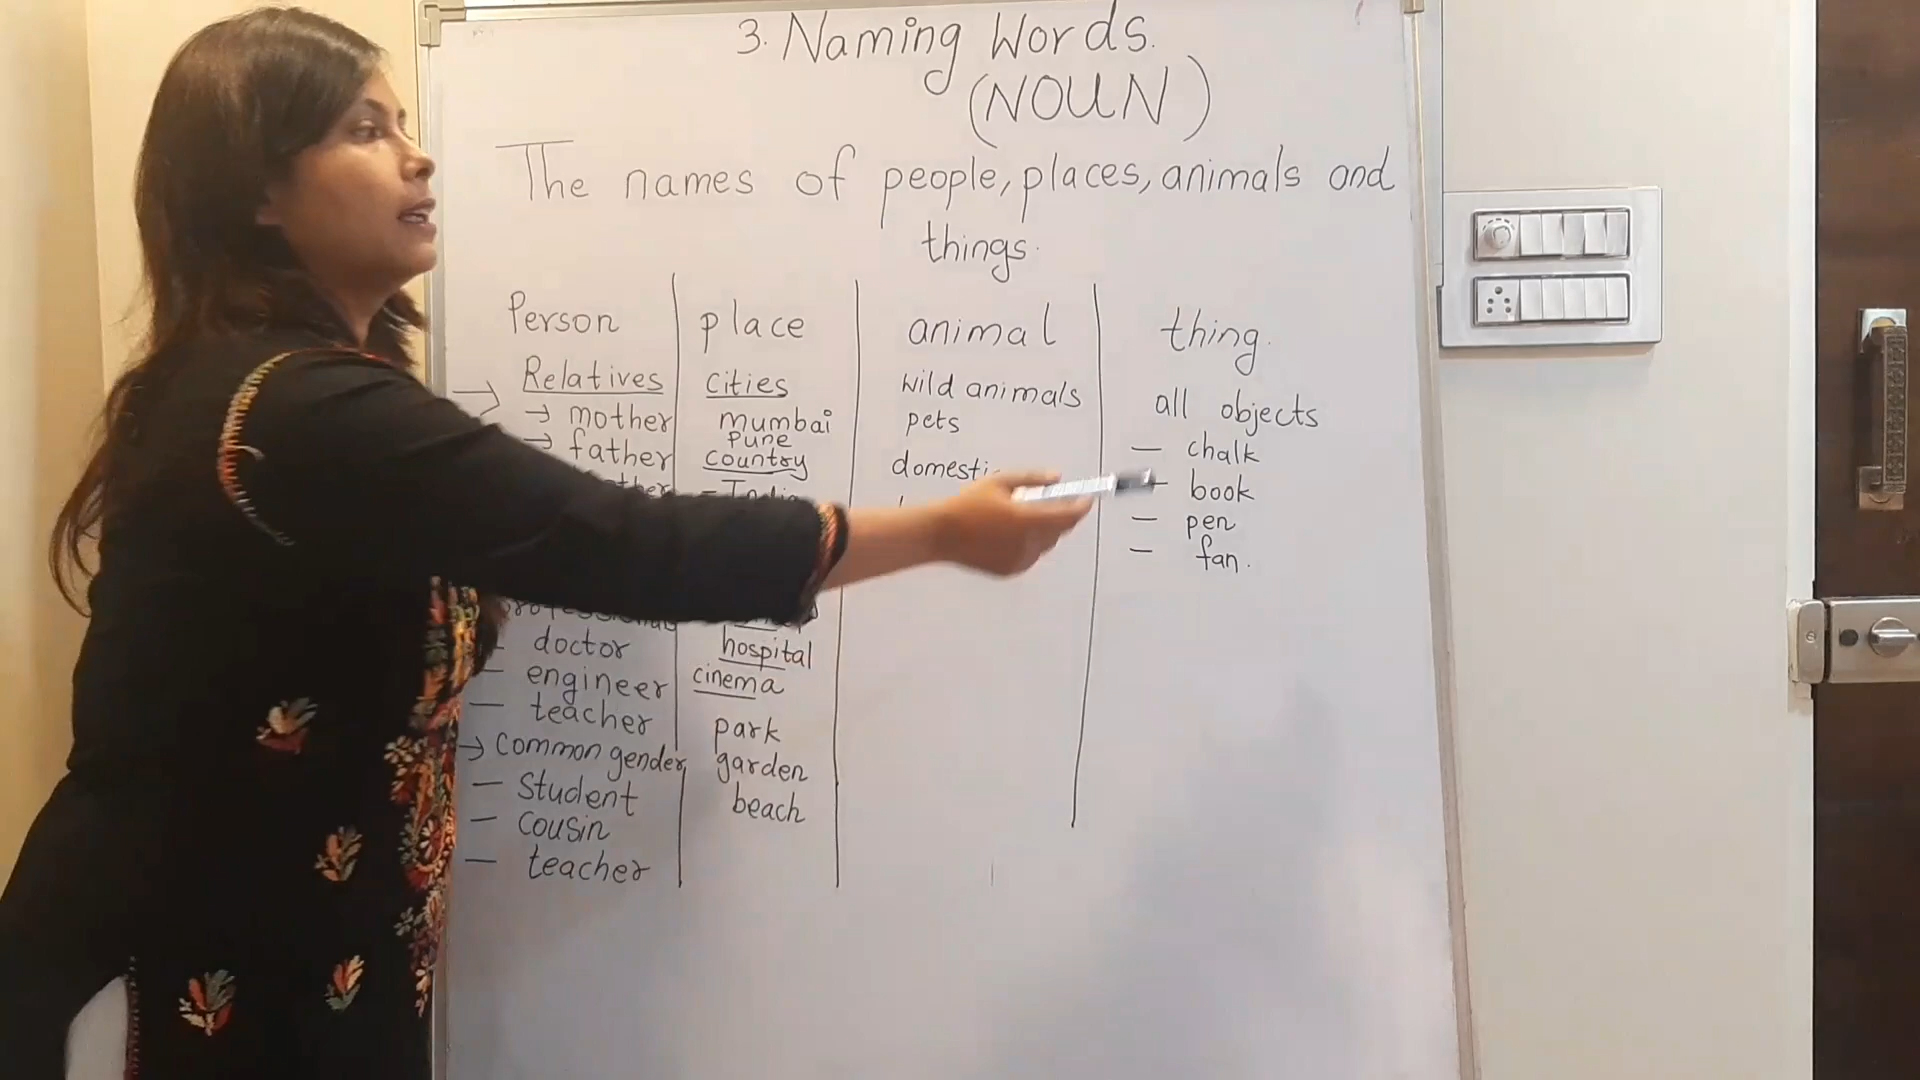 3. Naming Words.
(NOUN)
The names of people, places, animals and
things.
Person
Relatives
→ mother
→ father
doctor
— engineer
— teacher
→ Common gender
— Student
— Cousin
— teacher
place
Cities
Mumbai
Pune
Country
- India
hospital
cinema
park
garden
beach
animal
wild animals
pets
thing.
all objects
— chalk
— book
— pen
— fan.